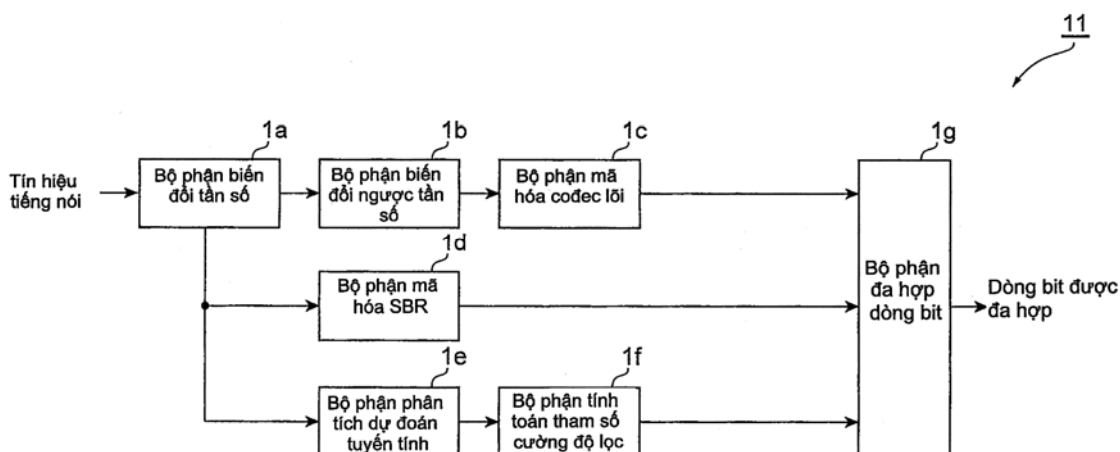 11
1a
1b
1c
1g
Tín hiệu
tiếng nói
Bộ phận biến
đổi tần số
Bộ phận biến
đổi ngược tần
số
Bộ phận mã
hóa cođec lõi
1d
Bộ phận mã
hóa SBR
Bộ phận
đa hợp
dòng bit
Dòng bit được
đa hợp
1e
1f
Bộ phận phân
tích dự đoán
tuyến tính
Bộ phận tính
toán tham số
cường độ lọc